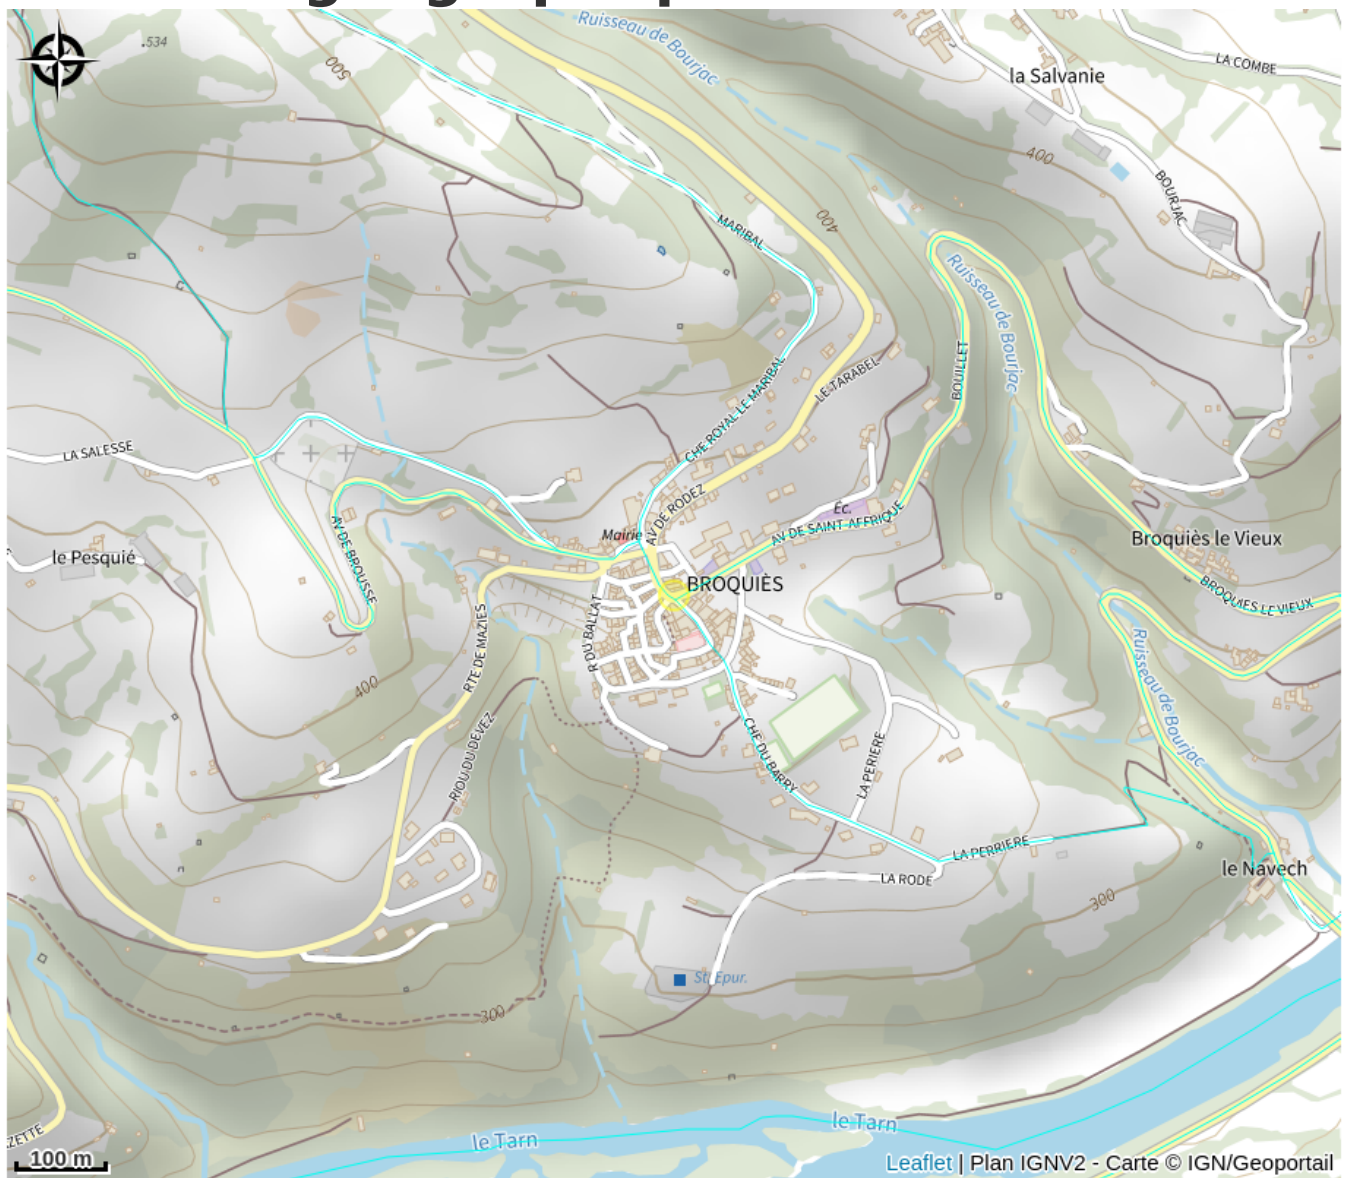 Ruisseau de Bourjac
.534
500
la Salvanie
LA COMBE
400
BOURJAC
MARIBAL
400
Ruisseau de Bourjac
C
LE TARABEL
BOUILLET
CHE ROYAL LE MARIBAL
LA SALESSE
AV DE RODEZ
Éc.
AV DE SAINT-AFFRIQUE
Mairie
AV DE BROUSSE
le Pesquié
Broquiès le Vieux
BROQUIÈS
BROQUIES LE VIEUX
R DU BALLAT
RTE DE MAZIES
Ruisseau de Bourjac
400
RIOU DU DEVEZ
CHE DU BARRY
LA PERIERE
LA PERRIERE
le Navech
LA RODE
300
St. Epur.
300
le Tarn
le Tarn
ZETTE
100 m
Leaflet | Plan IGNV2 - Carte © IGN/Geoportail